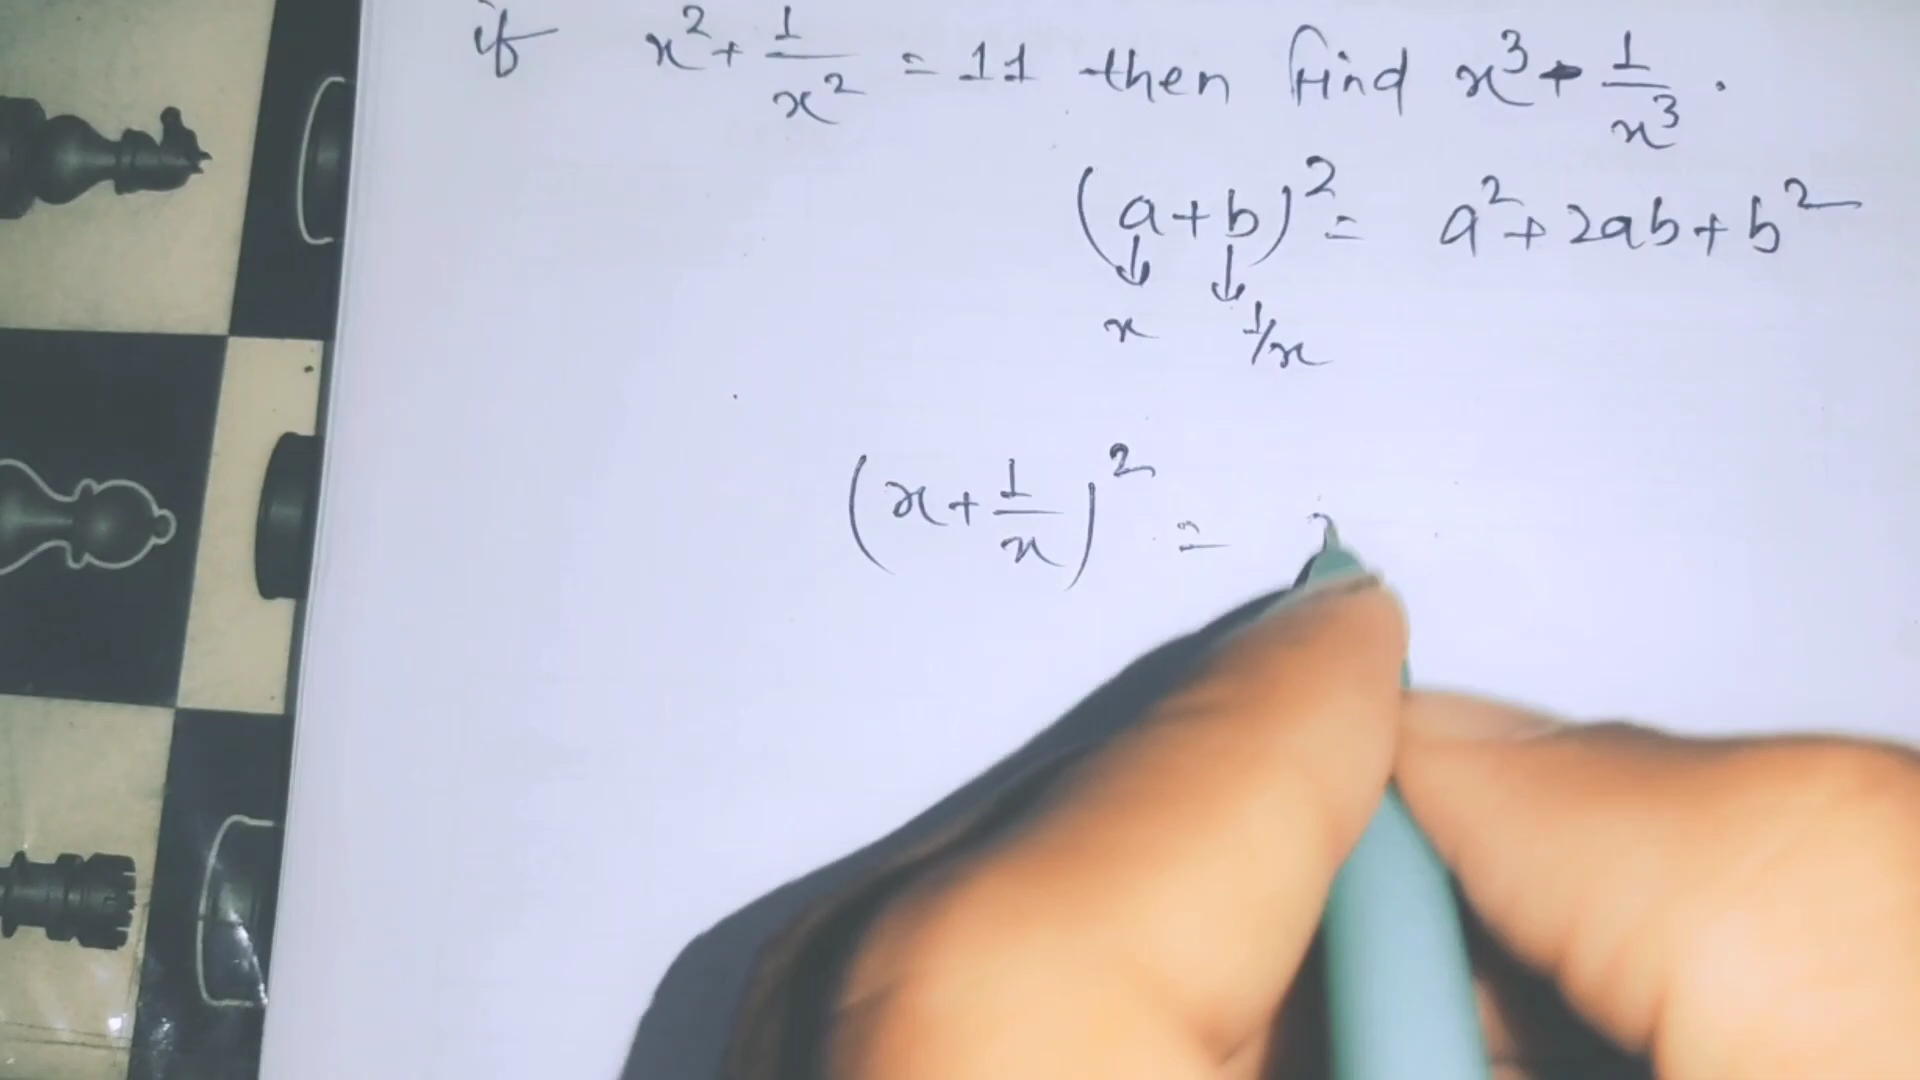 if x² + 1/x² = 11 then find x³ - 1/x³ .
(a+b)² = a² + 2ab + b²
↓ ↓
x 1/x
(x + 1/x)² =